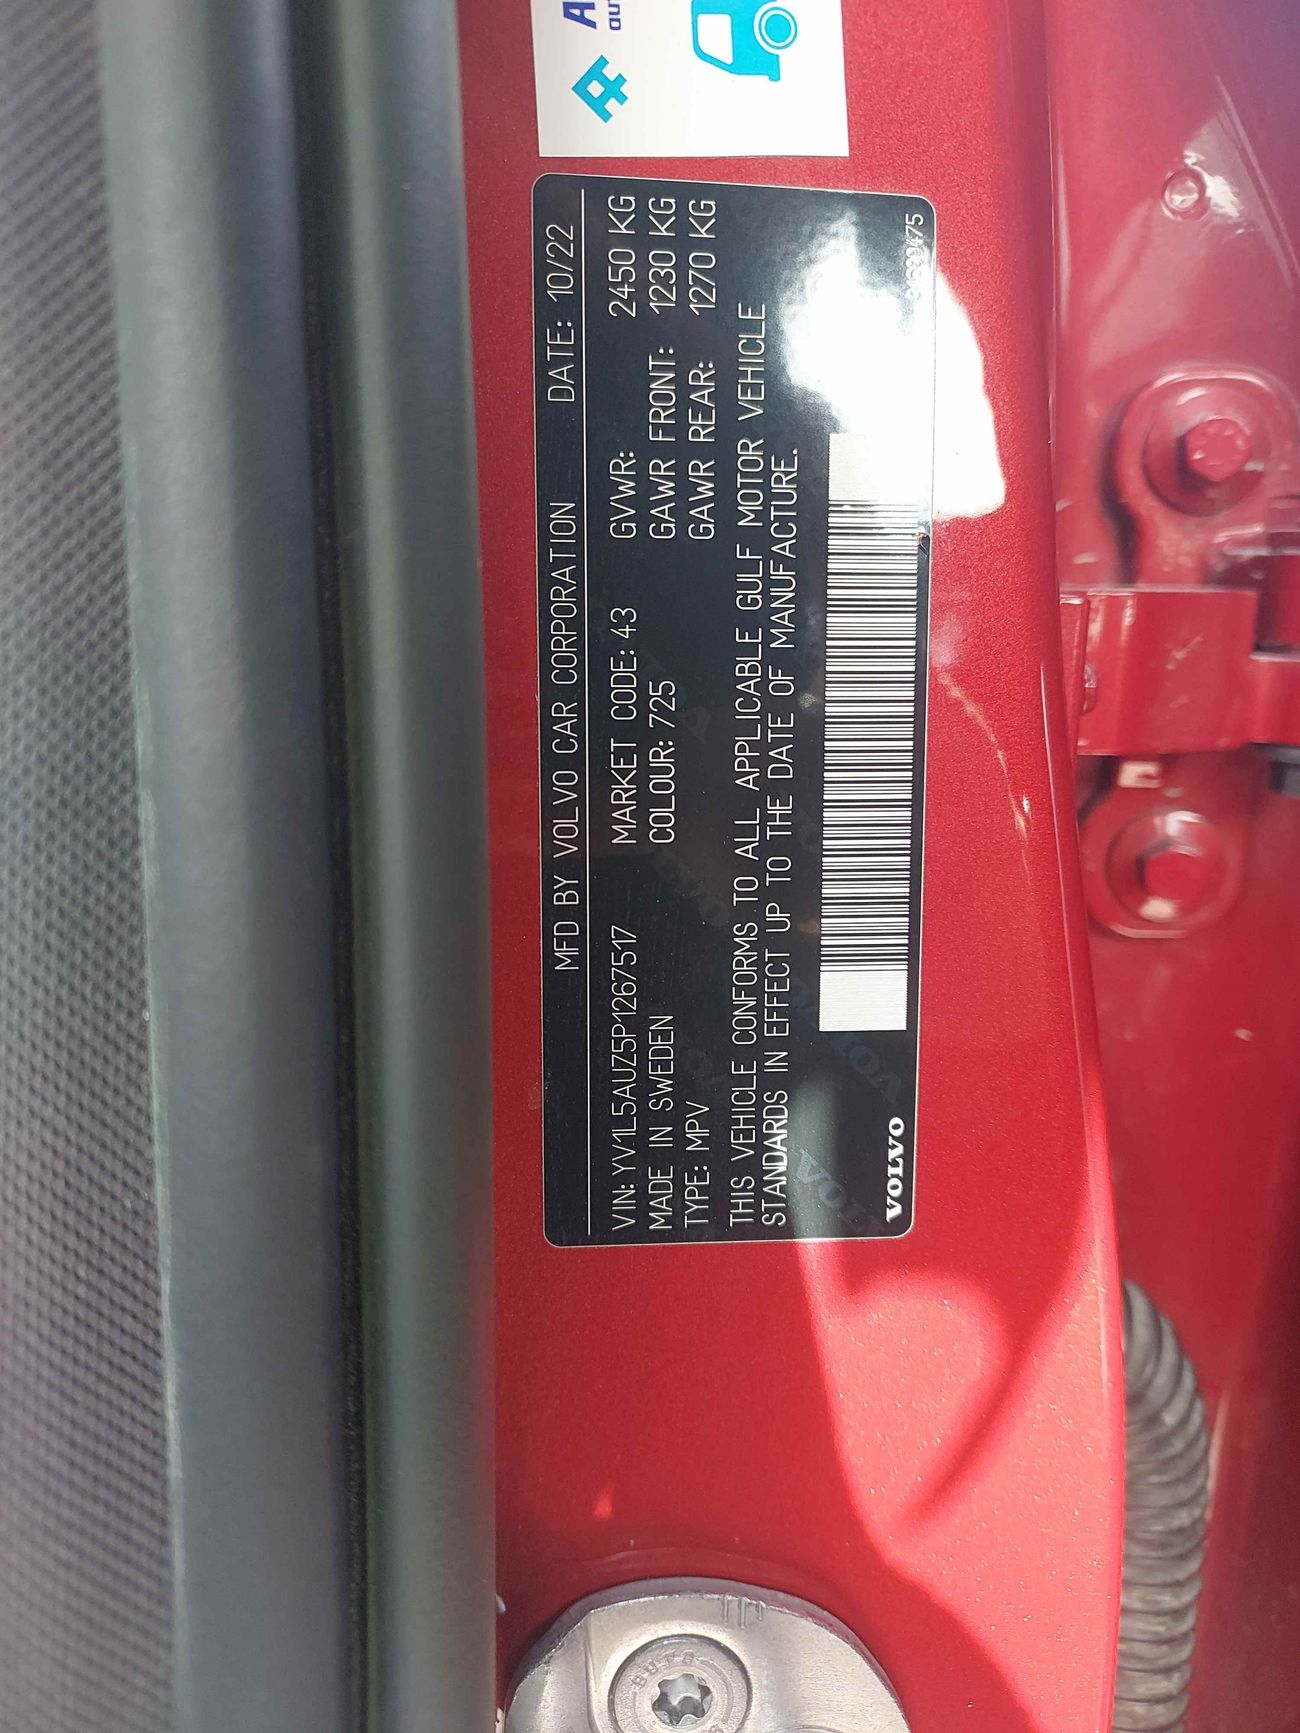 MFD BY VOLVO CAR CORPORATION DATE: 10/22
VIN: YV1L5AUZ5P1267517 MARKET CODE: 43 GVWR: 2450 KG
MADE IN SWEDEN COLOUR: 725 GAWR FRONT: 1230 KG
TYPE: MPV GAWR REAR: 1270 KG
THIS VEHICLE CONFORMS TO ALL APPLICABLE GULF MOTOR VEHICLE
STANDARDS IN EFFECT UP TO THE DATE OF MANUFACTURE.
VOLVO